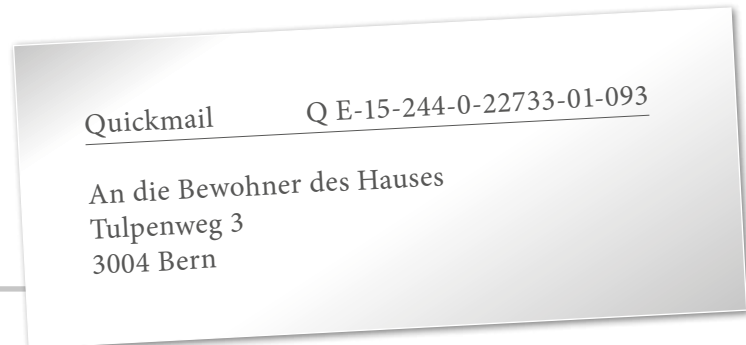 Quickmail Q E-15-244-0-22733-01-093
An die Bewohner des Hauses
Tulpenweg 3
3004 Bern